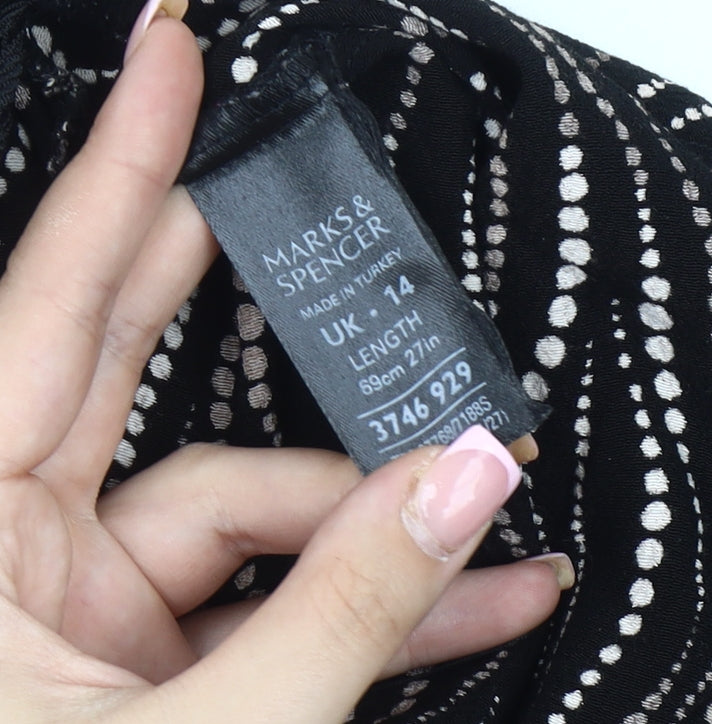 MARKS &
SPENCER
MADE IN TURKEY
UK • 14
LENGTH
69cm 27in
3746 929